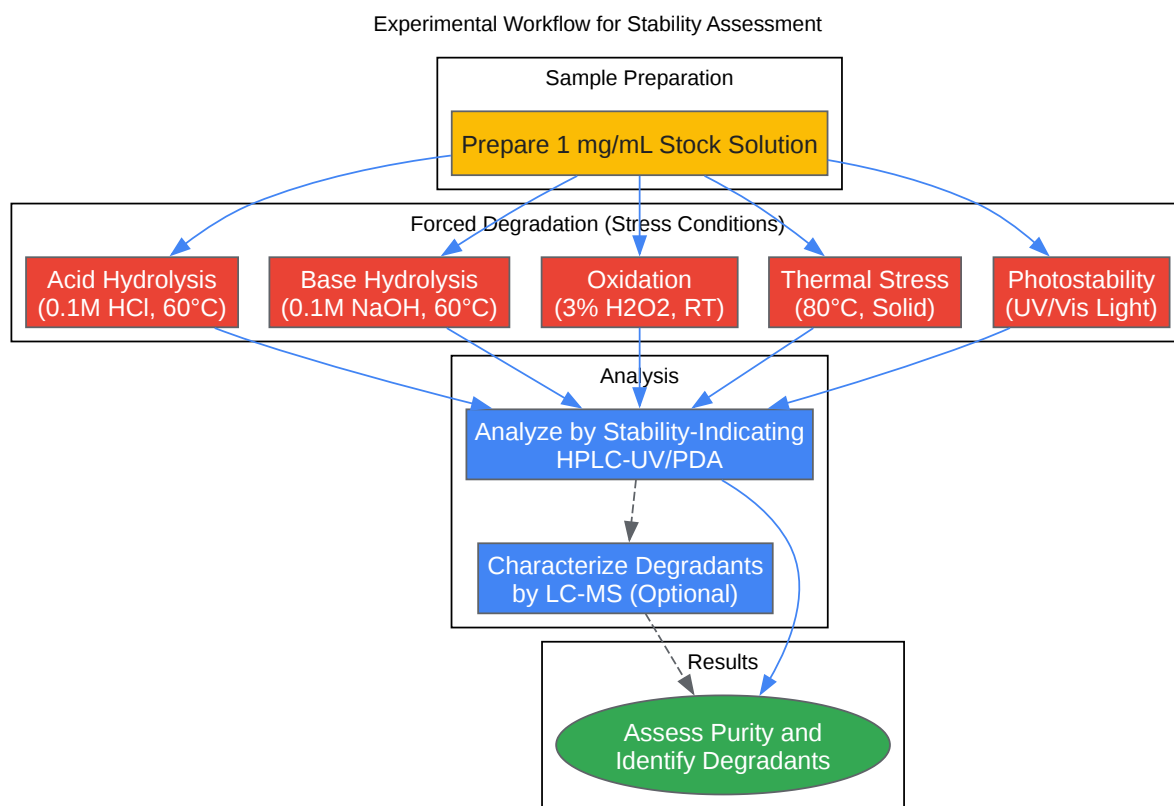 Experimental Workflow for Stability Assessment
Sample Preparation
Prepare 1 mg/mL Stock Solution
Forced Degradation (Stress Conditions)
Acid Hydrolysis
(0.1M HCl, 60°C)
Base Hydrolysis
(0.1M NaOH, 60°C)
Oxidation
(3% H2O2, RT)
Thermal Stress
(80°C, Solid)
Photostability
(UV/Vis Light)
Analysis
Analyze by Stability-Indicating
HPLC-UV/PDA
Characterize Degradants
by LC-MS (Optional)
Results
Assess Purity and
Identify Degradants